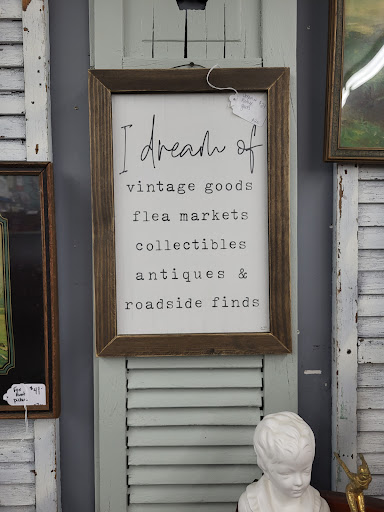 I dream of
vintage goods
flea markets
collectibles
antiques &
roadside finds